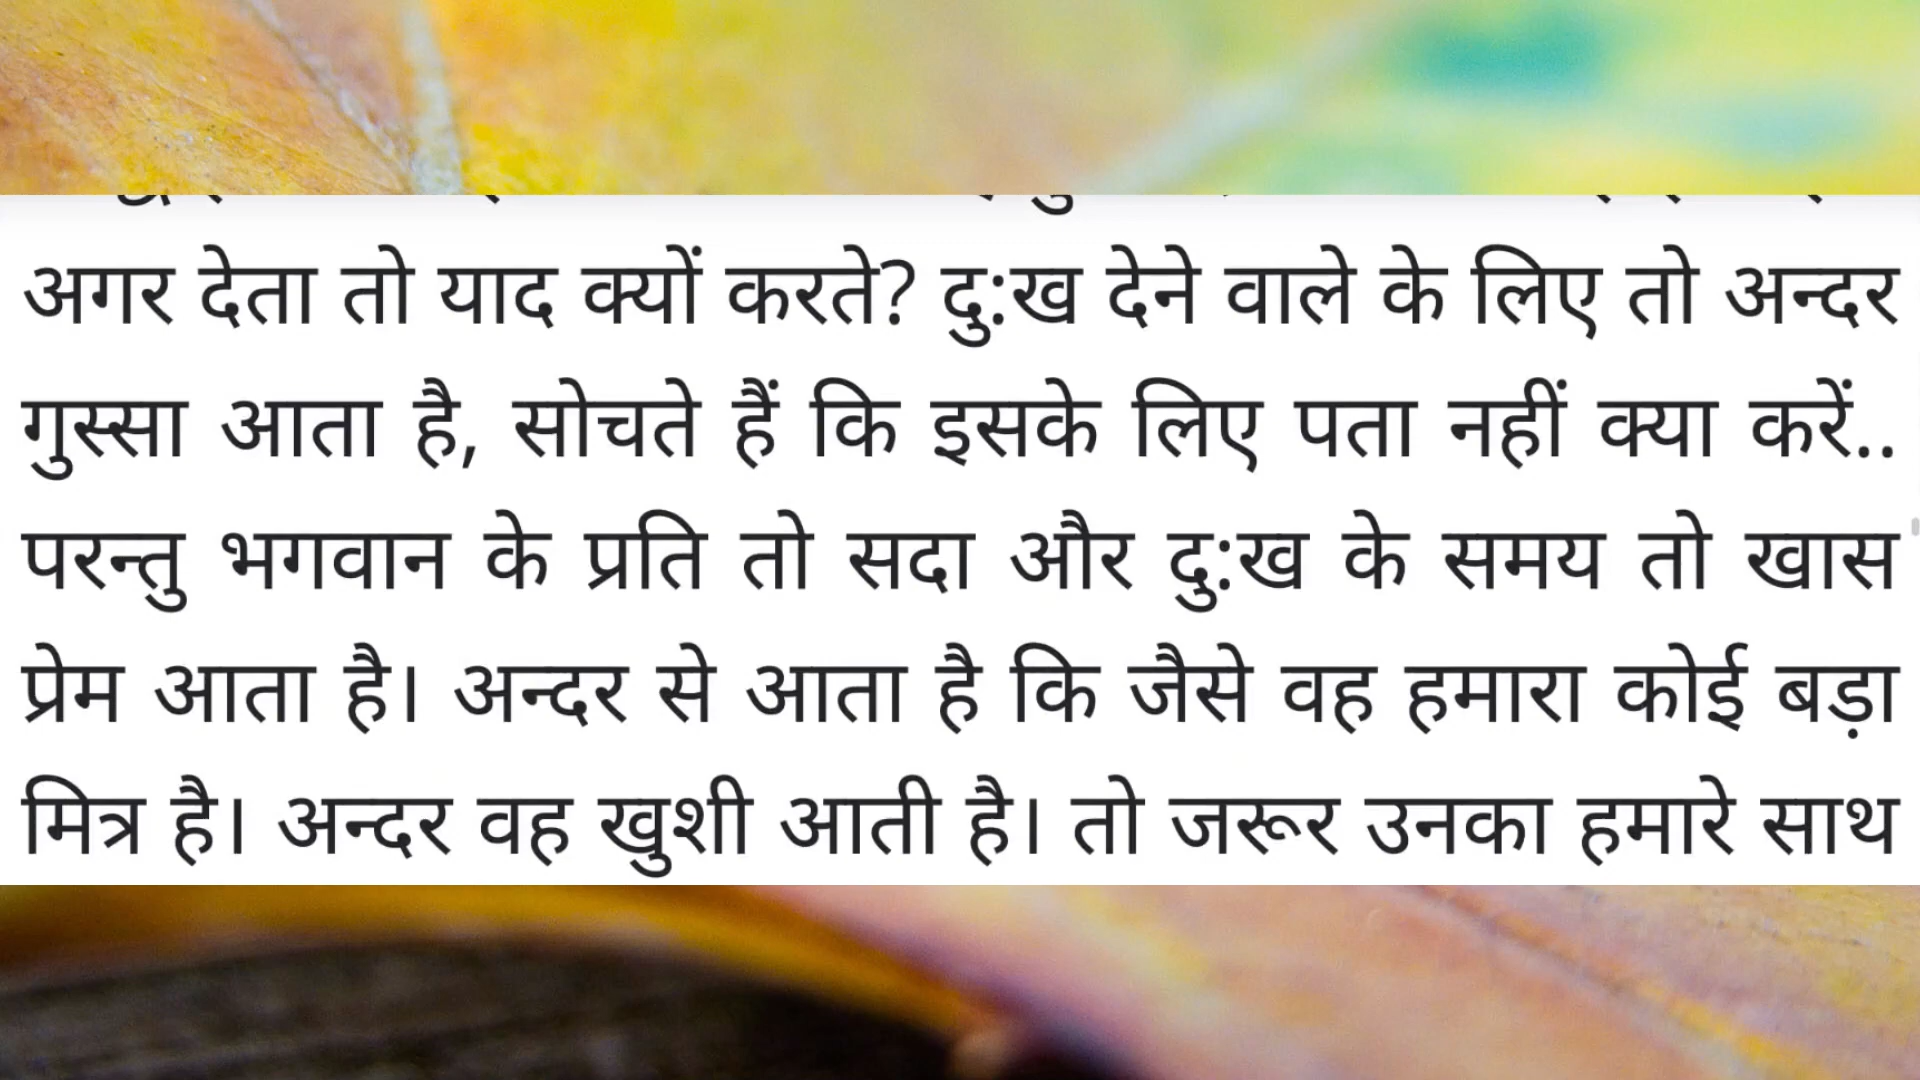 अगर देता तो याद क्यों करते? दु:ख देने वाले के लिए तो अन्दर
गुस्सा आता है, सोचते हैं कि इसके लिए पता नहीं क्या करें..
परन्तु भगवान के प्रति तो सदा और दु:ख के समय तो खास
प्रेम आता है। अन्दर से आता है कि जैसे वह हमारा कोई बड़ा
मित्र है। अन्दर वह खुशी आती है। तो जरूर उनका हमारे साथ